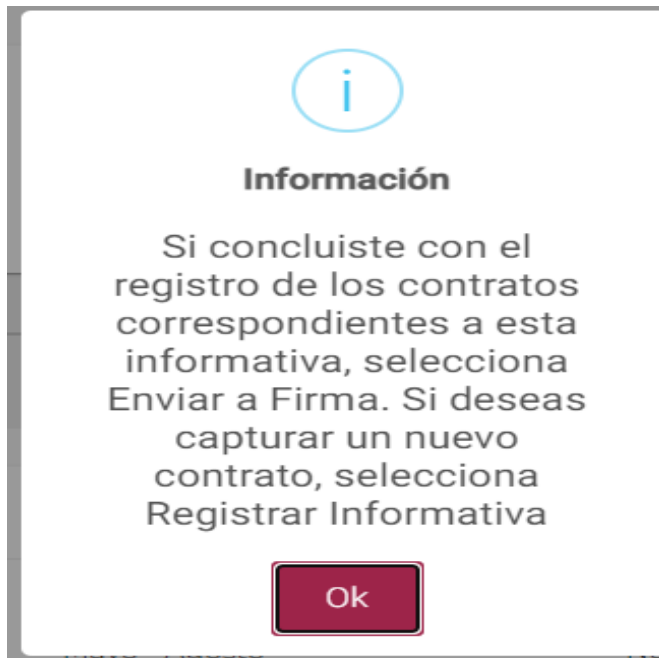 i
Información
Si concluiste con el
registro de los contratos
correspondientes a esta
informativa, selecciona
Enviar a Firma. Si deseas
capturar un nuevo
contrato, selecciona
Registrar Informativa
Ok